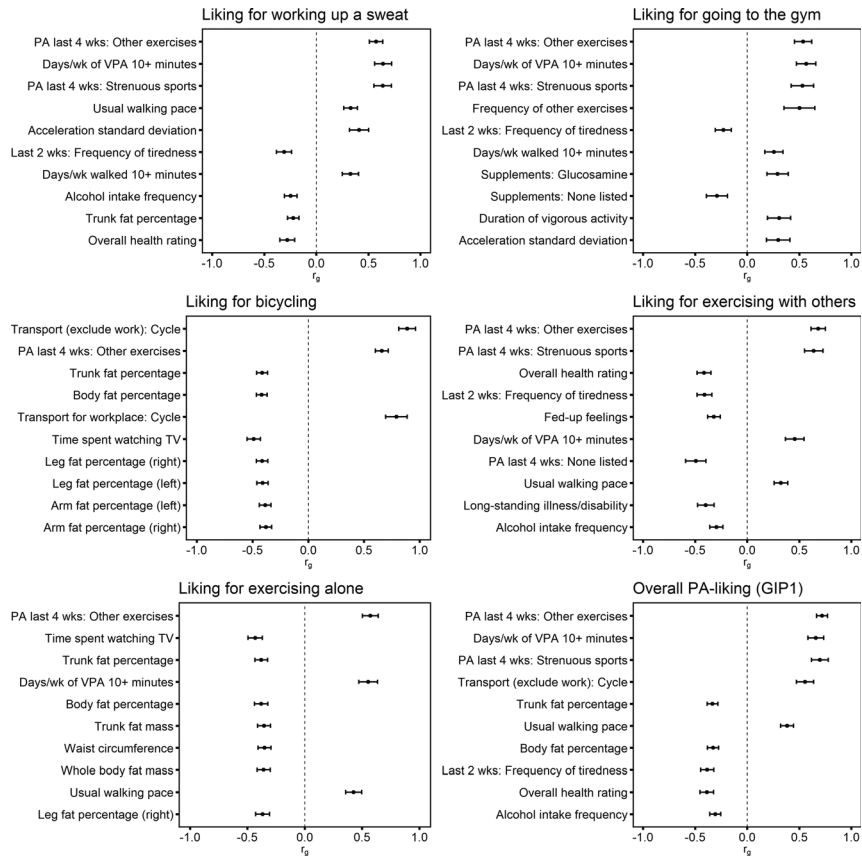 Liking for working up a sweat
PA last 4 wks: Other exercises
Days/wk of VPA 10+ minutes
PA last 4 wks: Strenuous sports
Usual walking pace
Acceleration standard deviation
Last 2 wks: Frequency of tiredness
Days/wk walked 10+ minutes
Alcohol intake frequency
Trunk fat percentage
Overall health rating
-1.0 -0.5 0.0 0.5 1.0
rg
Liking for going to the gym
PA last 4 wks: Other exercises
Days/wk of VPA 10+ minutes
PA last 4 wks: Strenuous sports
Frequency of other exercises
Last 2 wks: Frequency of tiredness
Days/wk walked 10+ minutes
Supplements: Glucosamine
Supplements: None listed
Duration of vigorous activity
Acceleration standard deviation
-1.0 -0.5 0.0 0.5 1.0
rg
Liking for bicycling
Transport (exclude work): Cycle
PA last 4 wks: Other exercises
Trunk fat percentage
Body fat percentage
Transport for workplace: Cycle
Time spent watching TV
Leg fat percentage (right)
Leg fat percentage (left)
Arm fat percentage (left)
Arm fat percentage (right)
-1.0 -0.5 0.0 0.5 1.0
rg
Liking for exercising with others
PA last 4 wks: Other exercises
PA last 4 wks: Strenuous sports
Overall health rating
Last 2 wks: Frequency of tiredness
Fed-up feelings
Days/wk of VPA 10+ minutes
PA last 4 wks: None listed
Usual walking pace
Long-standing illness/disability
Alcohol intake frequency
-1.0 -0.5 0.0 0.5 1.0
rg
Liking for exercising alone
PA last 4 wks: Other exercises
Time spent watching TV
Trunk fat percentage
Days/wk of VPA 10+ minutes
Body fat percentage
Trunk fat mass
Waist circumference
Whole body fat mass
Usual walking pace
Leg fat percentage (right)
-1.0 -0.5 0.0 0.5 1.0
rg
Overall PA-liking (GIP1)
PA last 4 wks: Other exercises
Days/wk of VPA 10+ minutes
PA last 4 wks: Strenuous sports
Transport (exclude work): Cycle
Trunk fat percentage
Usual walking pace
Body fat percentage
Last 2 wks: Frequency of tiredness
Overall health rating
Alcohol intake frequency
-1.0 -0.5 0.0 0.5 1.0
rg